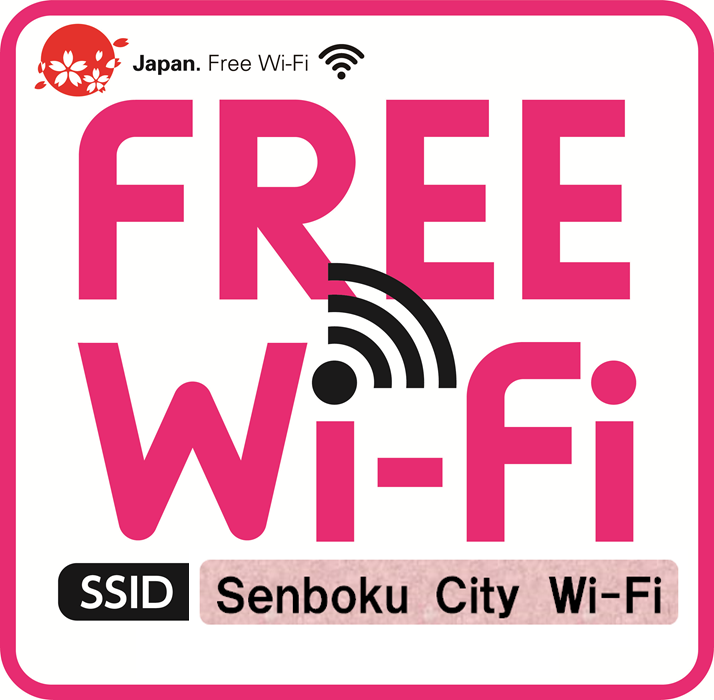 Japan. Free Wi-Fi
FREE
Wi-Fi
SSID Senboku City Wi-Fi